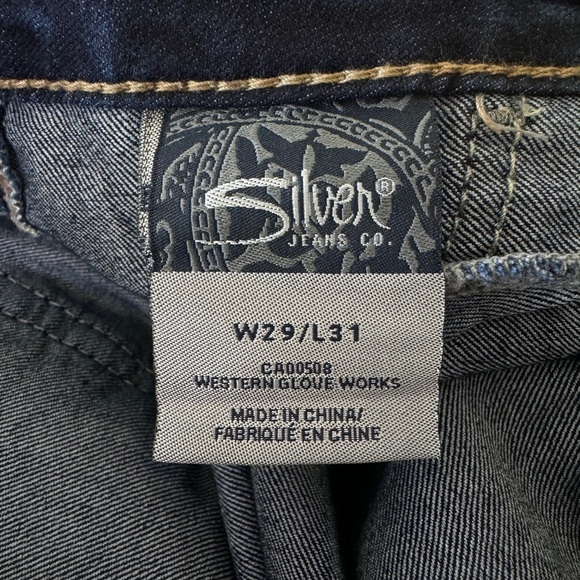 Silver®
JEANS CO.
W29/L31
CA00508
WESTERN GLOVE WORKS
MADE IN CHINA/
FABRIQUÉ EN CHINE